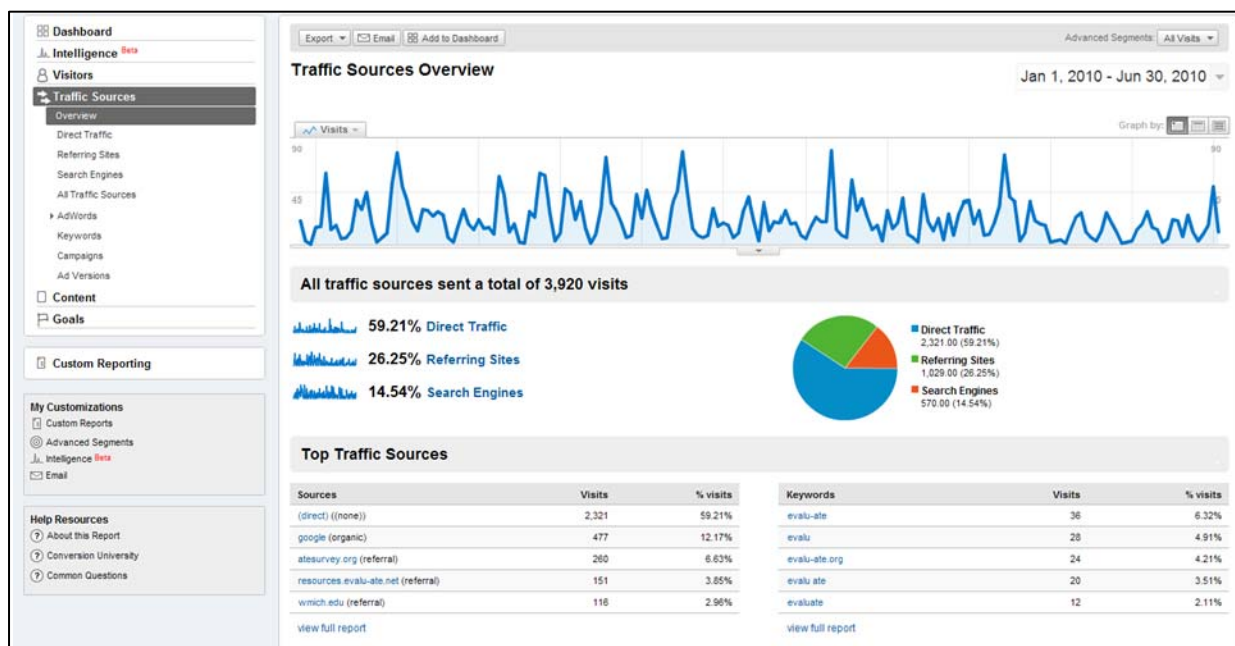 Dashboard
Intelligence Beta
Visitors
Traffic Sources
Overview
Direct Traffic
Referring Sites
Search Engines
All Traffic Sources
AdWords
Keywords
Campaigns
Ad Versions
Content
Goals
Custom Reporting
My Customizations
Custom Reports
Advanced Segments
Intelligence Beta
Email
Help Resources
About this Report
Conversion University
Common Questions
Export Email Add to Dashboard Advanced Segments: All Visits
Traffic Sources Overview
Jan 1, 2010 - Jun 30, 2010
Visits Graph by:
90 90
45
All traffic sources sent a total of 3,920 visits
59.21% Direct Traffic
26.25% Referring Sites
14.54% Search Engines
Direct Traffic
2,321.00 (59.21%)
Referring Sites
1,029.00 (26.25%)
Search Engines
570.00 (14.54%)
Top Traffic Sources
Sources Visits % visits
(direct) ((none)) 2,321 59.21%
google (organic) 477 12.17%
atesurvey.org (referral) 260 6.63%
resources.evalu-ate.net (referral) 151 3.85%
wmich.edu (referral) 116 2.96%
view full report
Keywords Visits % visits
evalu-ate 36 6.32%
evalu 28 4.91%
evalu-ate.org 24 4.21%
evalu ate 20 3.51%
evaluate 12 2.11%
view full report